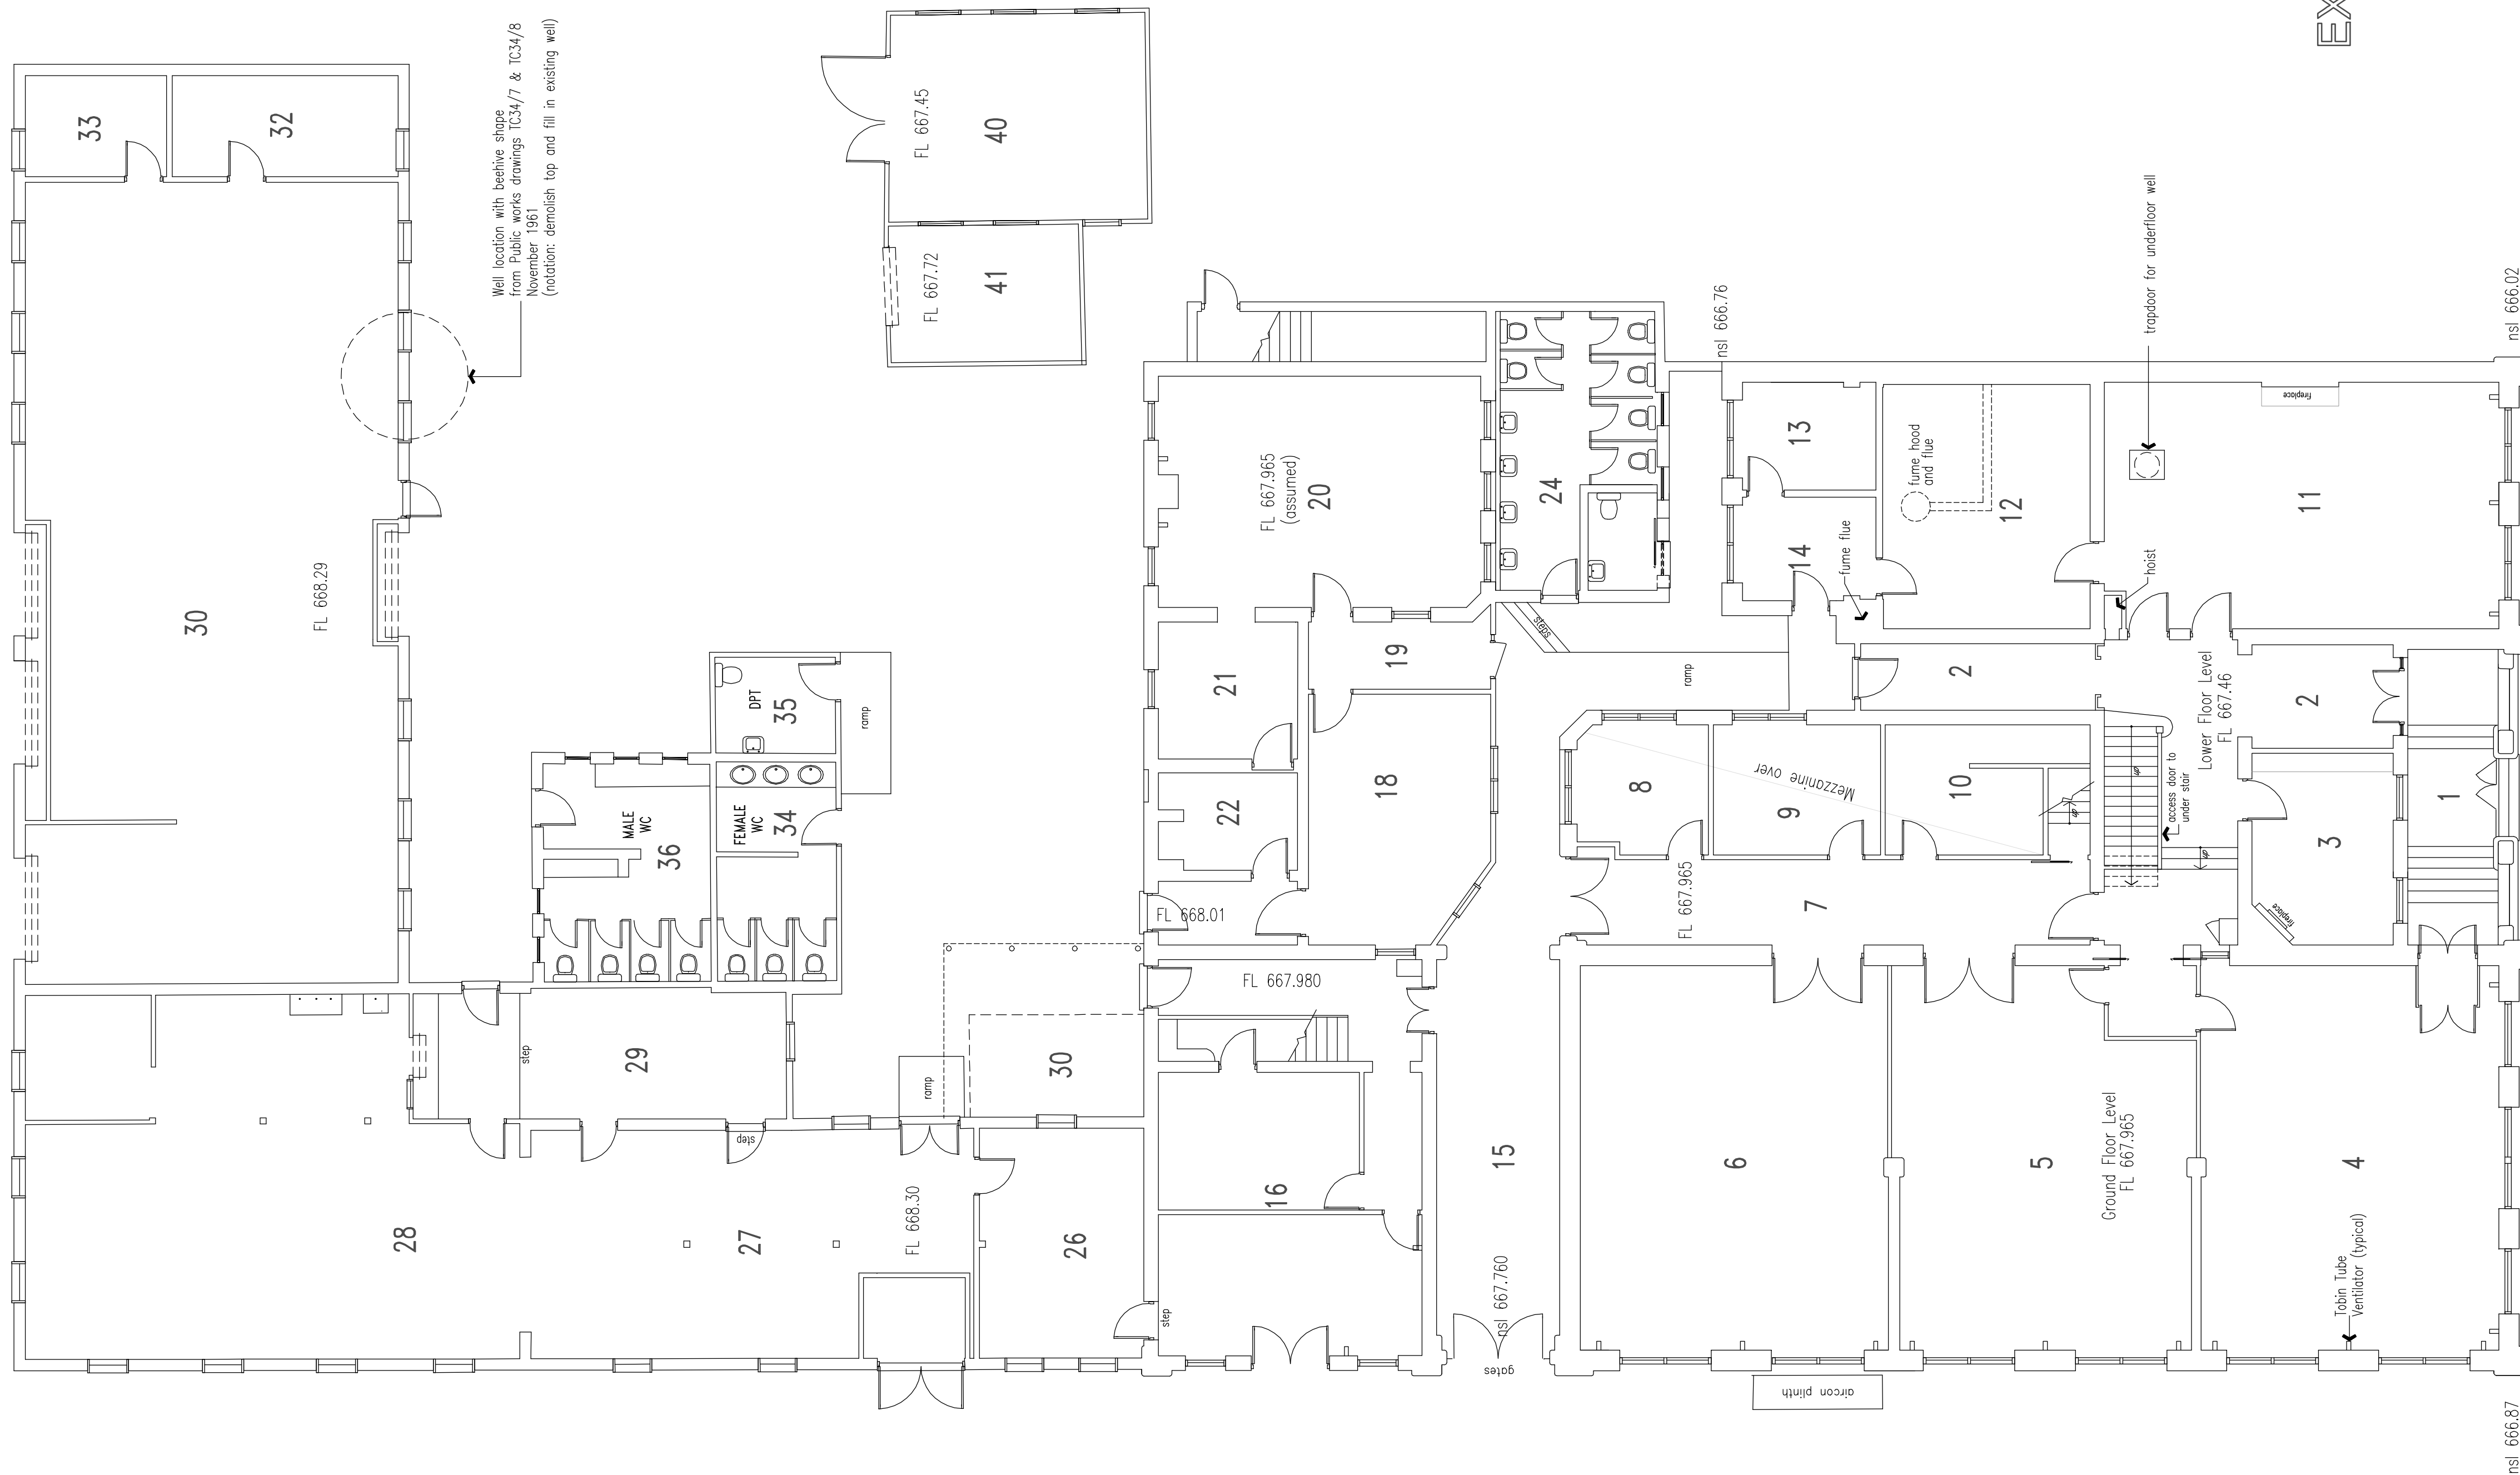 33
32
Well location with beehive shape
from Public works drawings TC34/7 & TC34/8
November 1961
(notation: demolish top and fill in existing well)
30
FL 668.29
FL 667.45
40
FL 667.72
41
DPT
35
ramp
MALE
WC
36
FEMALE
WC
34
step
29
ramp
30
28
27
step
FL 668.30
26
step
FL 667.965
(assumed)
20
21
19
22
18
FL 668.01
FL 667.980
16
15
nsl 667.760
gates
24
steps
ramp
nsl 666.76
13
14
fume flue
fume hood
and flue
12
trapdoor for underfloor well
fireplace
11
hoist
nsl 666.02
2
Lower Floor Level
FL 667.46
2
8
9
Mezzanine over
10
up
up
up
access door to
under stair
1
3
fireplace
FL 667.965
7
6
5
Ground Floor Level
FL 667.965
4
Tobin Tube
Ventilator (typical)
aircon plinth
nsl 666.87
EX